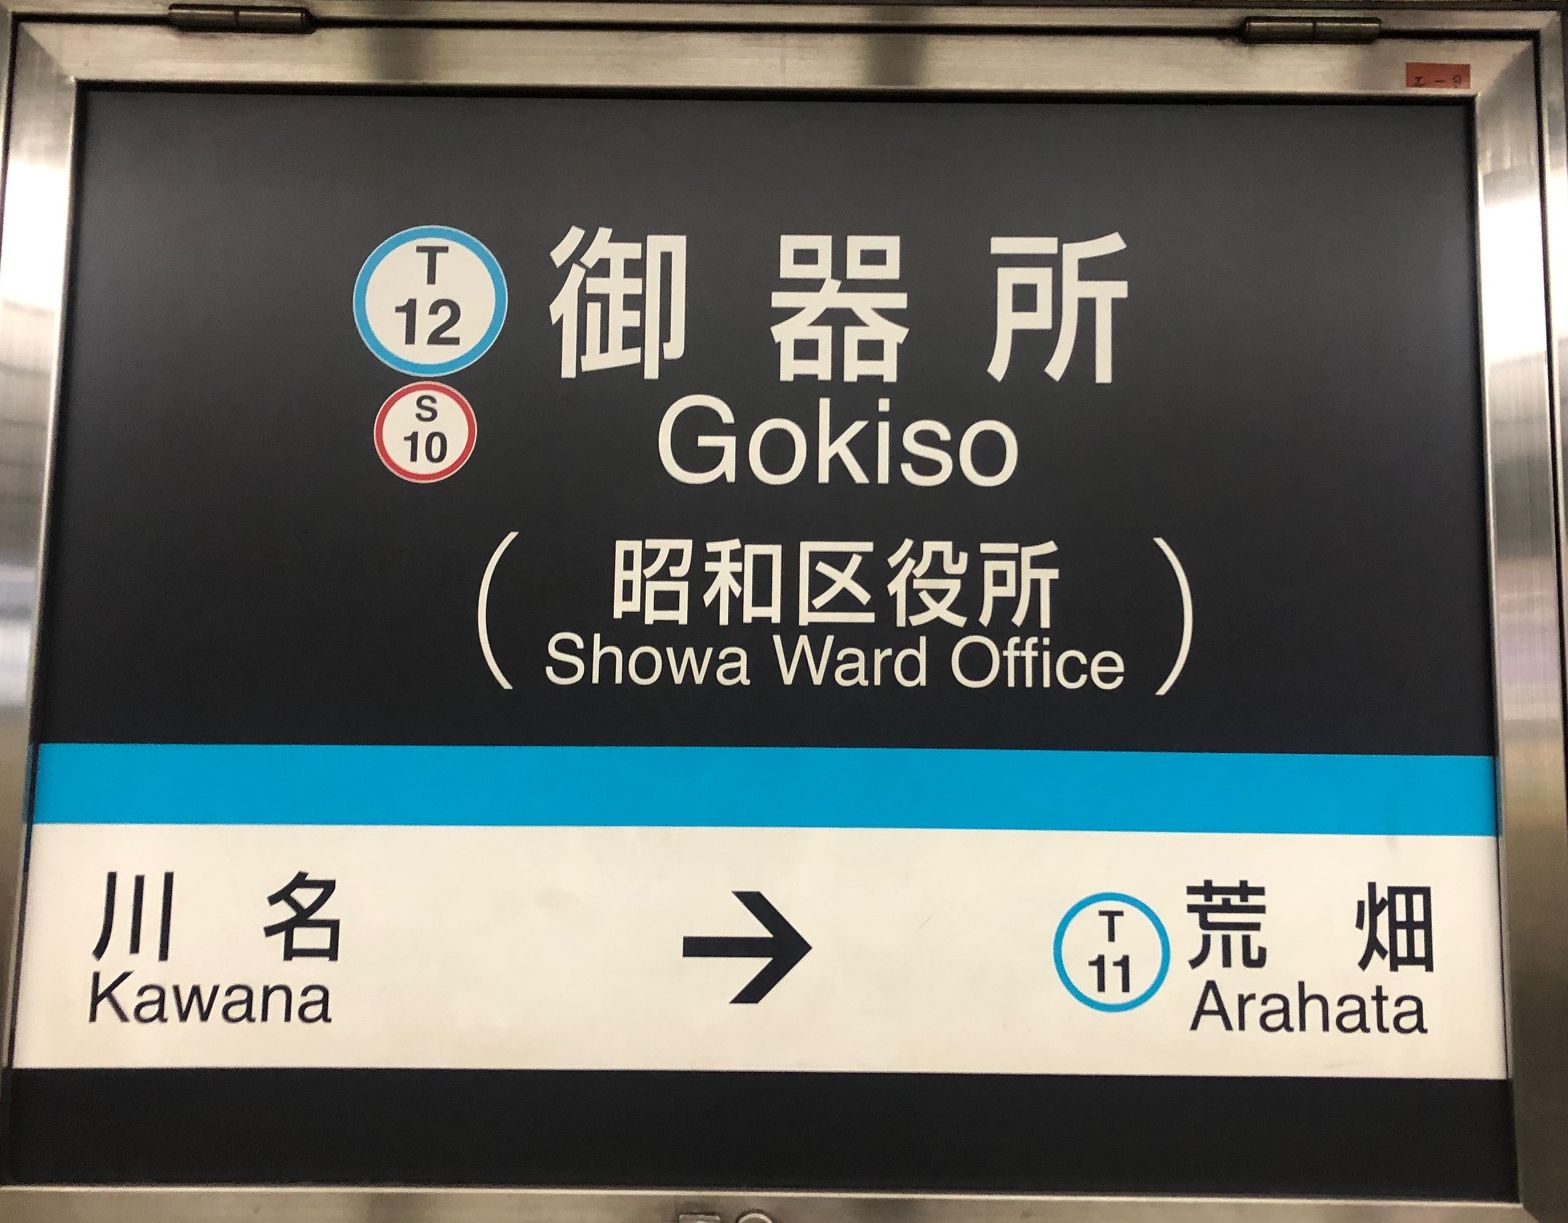 T
12
御器所
S
10
Gokiso
(昭和区役所)
Showa Ward Office
川名
Kawana
→
T
11
荒畑
Arahata